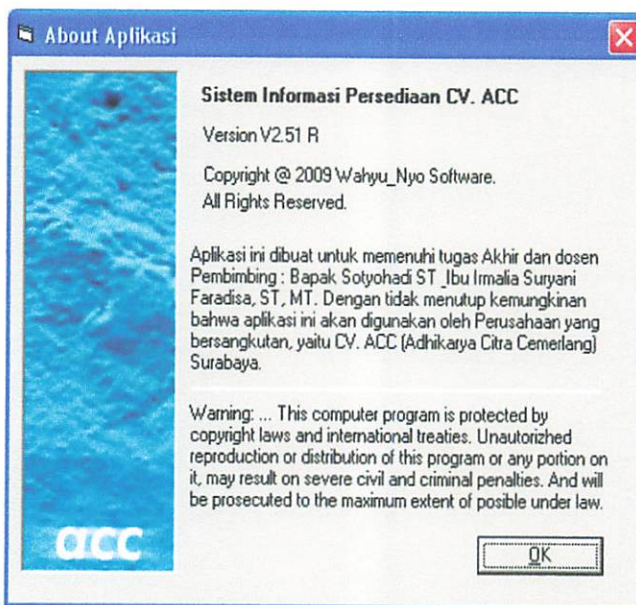 About Aplikasi
Sistem Informasi Persediaan CV. ACC
Version V2.51 R
Copyright @ 2009 Wahyu_Nyo Software.
All Rights Reserved.
Aplikasi ini dibuat untuk memenuhi tugas Akhir dan dosen
Pembimbing : Bapak Sotyohadi ST _Ibu Irmalia Suryani
Faradisa, ST, MT. Dengan tidak menutup kemungkinan
bahwa aplikasi ini akan digunakan oleh Perusahaan yang
bersangkutan, yaitu CV. ACC (Adhikarya Citra Cemerlang)
Surabaya.
Warning: ... This computer program is protected by
copyright laws and international treaties. Unautorizhed
reproduction or distribution of this program or any portion on
it, may result on severe civil and criminal penalties. And will
be prosecuted to the maximum extent of posible under law.
acc
OK